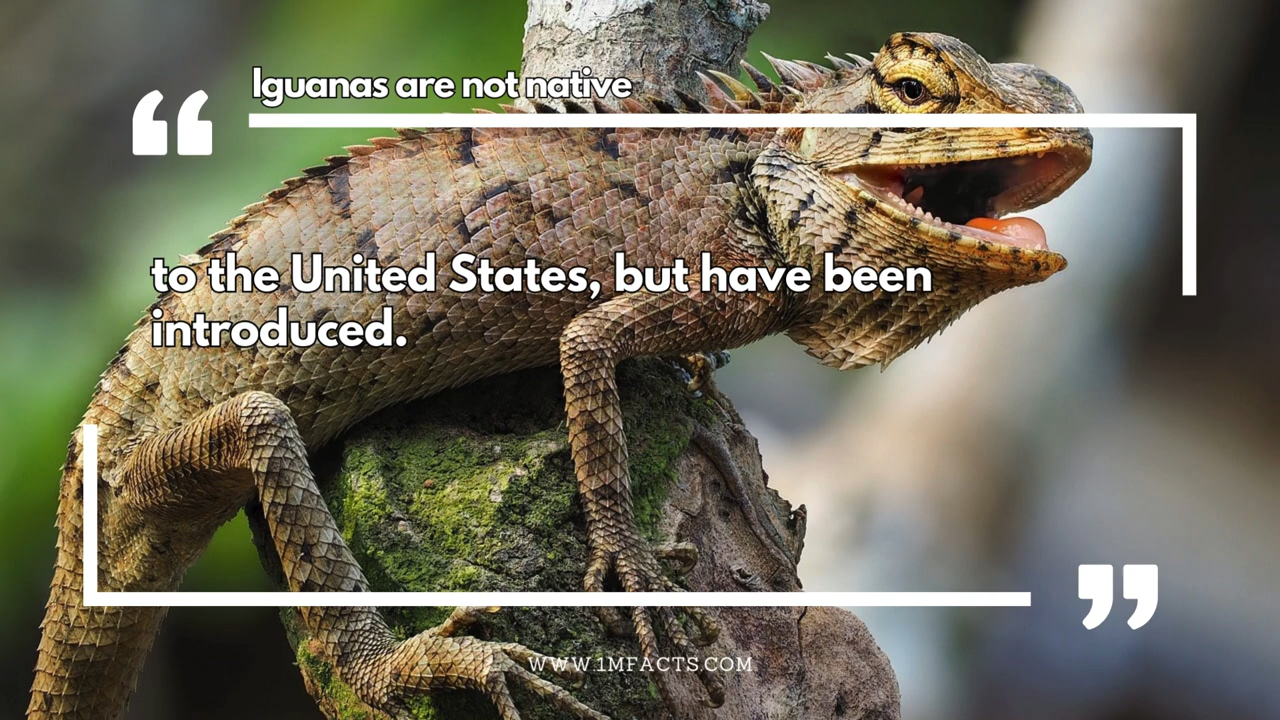 Iguanas are not native
to the United States, but have been
introduced.
WWW.1MFACTS.COM